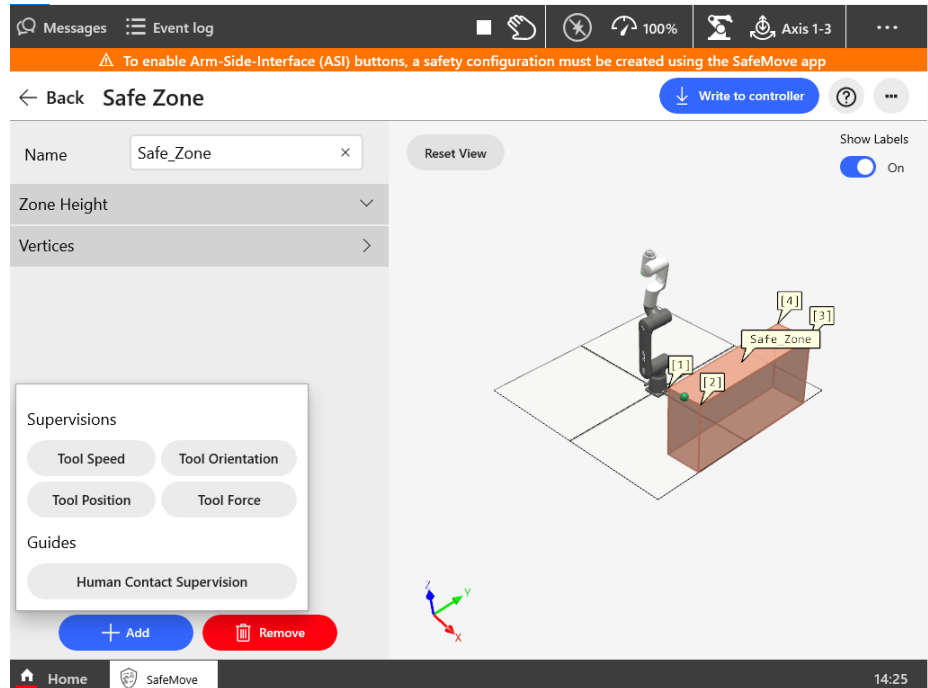 Messages Event log 100% Axis 1-3 ...
To enable Arm-Side-Interface (ASI) buttons, a safety configuration must be created using the SafeMove app
Back Safe Zone Write to controller ? ...
Name Safe_Zone × Reset View Show Labels
On
Zone Height
Vertices
[4]
[3]
Safe_Zone
[1]
[2]
Supervisions
Tool Speed Tool Orientation
Tool Position Tool Force
Guides
Human Contact Supervision
Z
Y
X
Add Remove
Home SafeMove 14:25